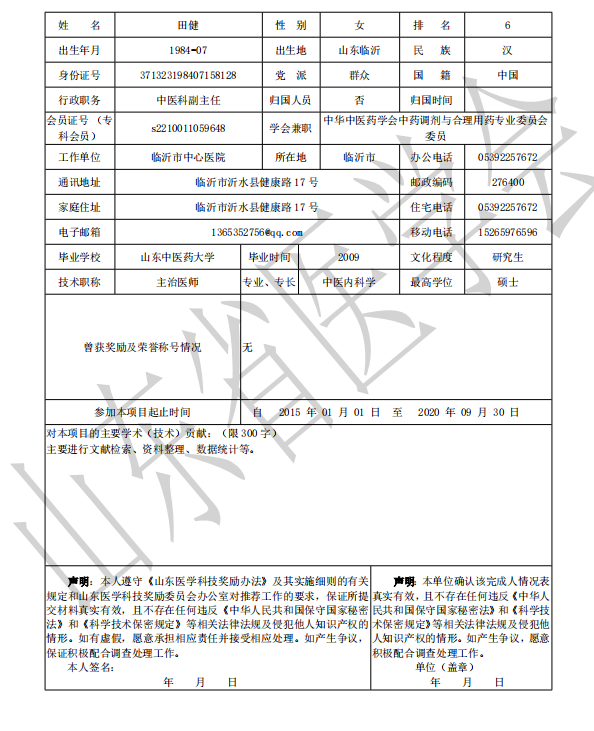 姓 名 田健 性 别 女 排 名 6
出生年月 1984-07 出生地 山东临沂 民 族 汉
身份证号 371323198407158128 党 派 群众 国 籍 中国
行政职务 中医科副主任 归国人员 否 归国时间
会员证号 （专科会员） s2210011059648 学会兼职 中华中医药学会中药调剂与合理用药专业委员会委员
工作单位 临沂市中心医院 所在地 临沂市 办公电话 05392257672
通讯地址 临沂市沂水县健康路 17 号 邮政编码 276400
家庭住址 临沂市沂水县健康路 17 号 住宅电话 05392257672
电子邮箱 1365352756@qq.com 移动电话 15265976596
毕业学校 山东中医药大学 毕业时间 2009 文化程度 研究生
技术职称 主治医师 专业、专长 中医内科学 最高学位 硕士
曾获奖励及荣誉称号情况 无
参加本项目起止时间 自 2015 年 01 月 01 日 至 2020 年 09 月 30 日
对本项目的主要学术（技术）贡献：（限 300 字）
主要进行文献检索、资料整理、数据统计等。
声明：本人遵守《山东医学科技奖励办法》及其实施细则的有关
规定和山东医学科技奖励委员会办公室对推荐工作的要求，保证所提
交材料真实有效，且不存在任何违反《中华人民共和国保守国家秘密
法》和《科学技术保密规定》等相关法律法规及侵犯他人知识产权的
情形。如有虚假，愿意承担相应责任并接受相应处理。如产生争议，
保证积极配合调查处理工作。
本人签名：
年 月 日
声明：本单位确认该完成人情况表
真实有效，且不存在任何违反《中华人
民共和国保守国家秘密法》和《科学技
术保密规定》等相关法律法规及侵犯他
人知识产权的情形。如产生争议，愿意
积极配合调查处理工作。
单位（盖章）
年 月 日
山东省医学会